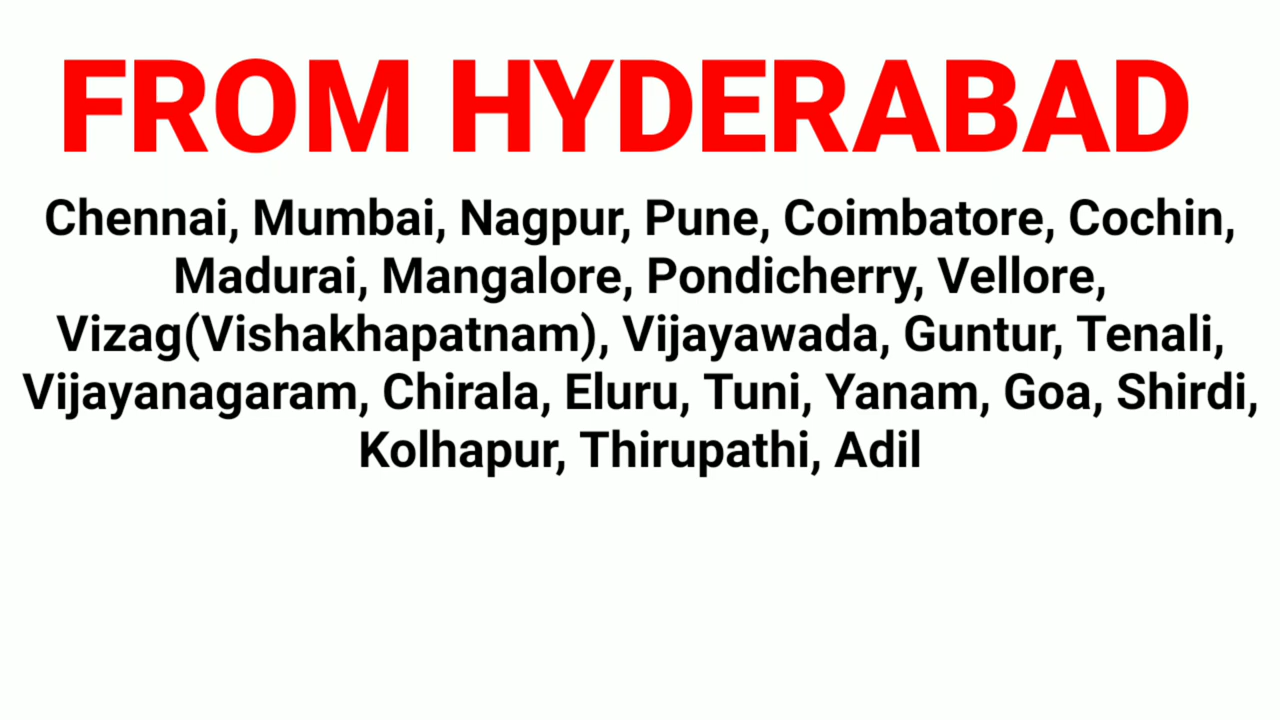 FROM HYDERABAD
Chennai, Mumbai, Nagpur, Pune, Coimbatore, Cochin,
Madurai, Mangalore, Pondicherry, Vellore,
Vizag(Vishakhapatnam), Vijayawada, Guntur, Tenali,
Vijayanagaram, Chirala, Eluru, Tuni, Yanam, Goa, Shirdi,
Kolhapur, Thirupathi, Adil